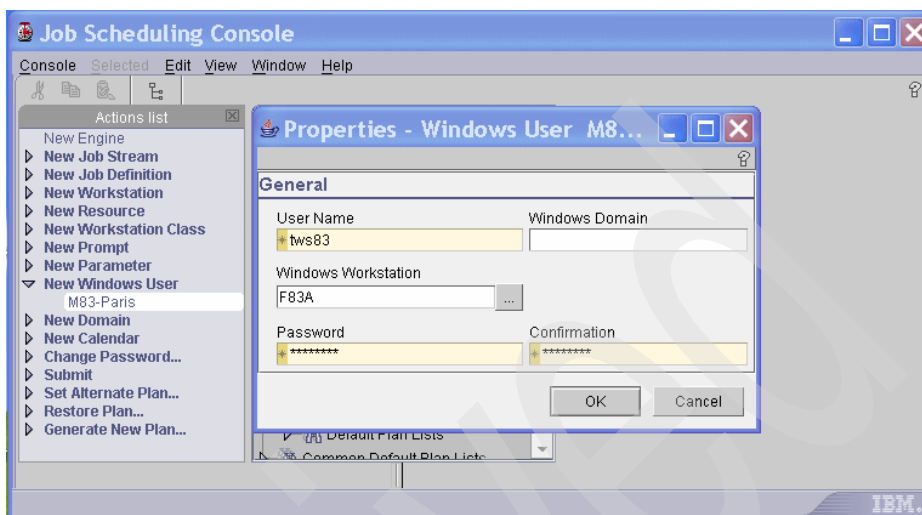 Job Scheduling Console
Console Selected Edit View Window Help
Actions list
New Engine
New Job Stream
New Job Definition
New Workstation
New Resource
New Workstation Class
New Prompt
New Parameter
New Windows User
M83-Paris
New Domain
New Calendar
Change Password...
Submit
Set Alternate Plan...
Restore Plan...
Generate New Plan...
Properties - Windows User M8...
General
User Name
Windows Domain
tws83
Windows Workstation
F83A
...
Password
Confirmation
********
********
OK
Cancel
Default Plan Lists
Common Default Plan Lists
IBM.